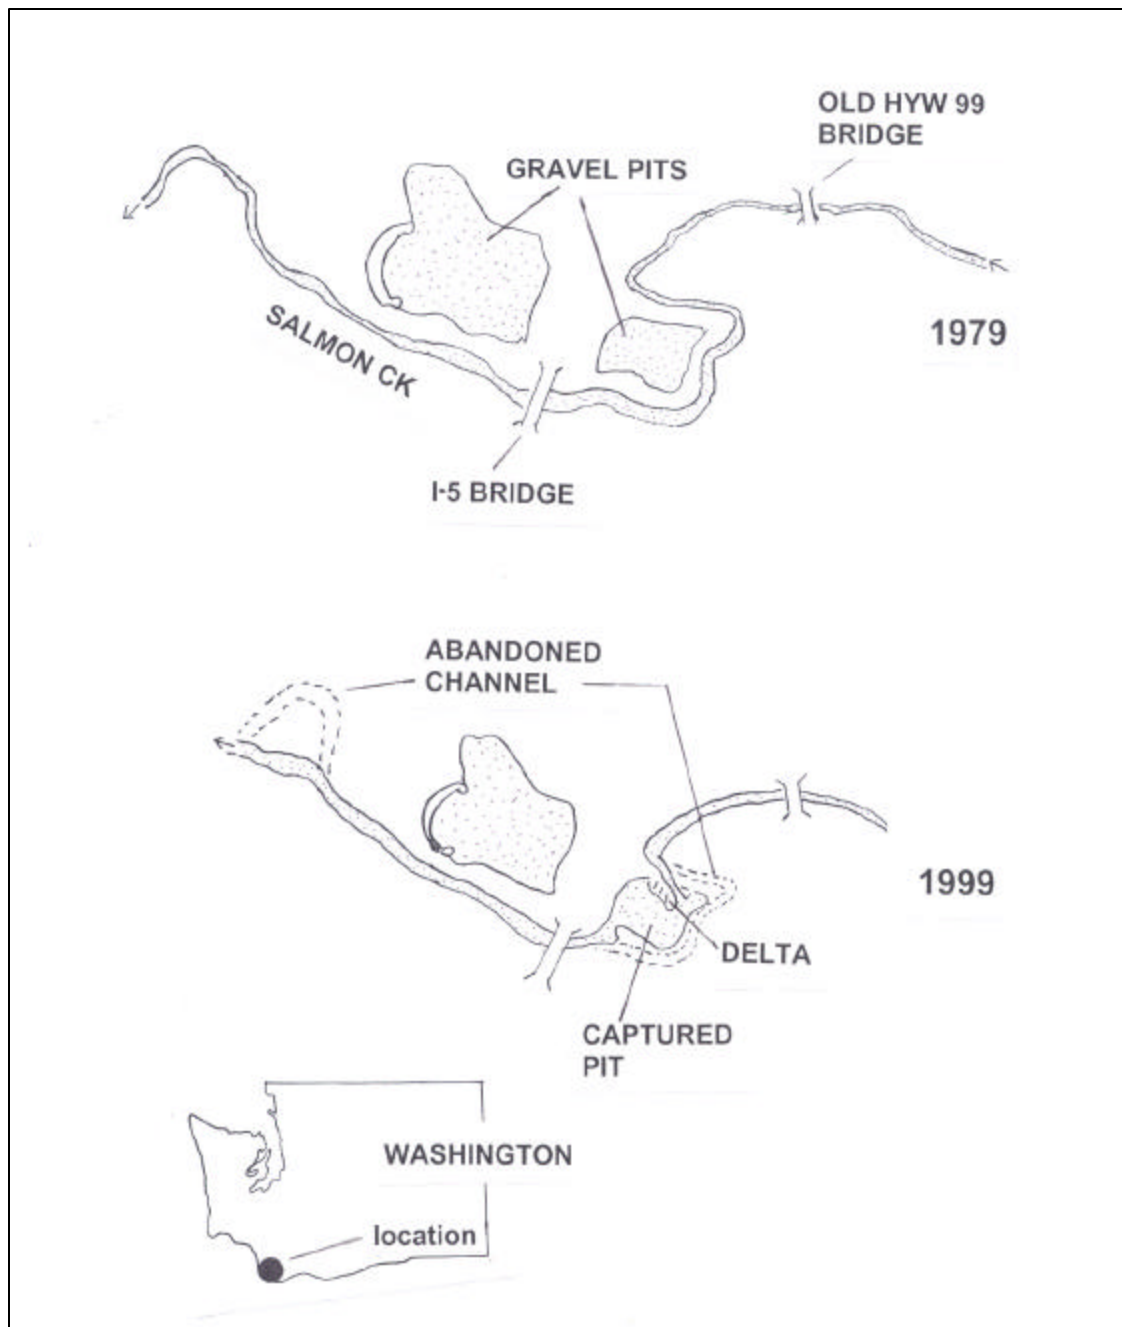 OLD HYW 99
BRIDGE
GRAVEL PITS
1979
SALMON CK
I-5 BRIDGE
ABANDONED
CHANNEL
1999
DELTA
CAPTURED
PIT
WASHINGTON
location